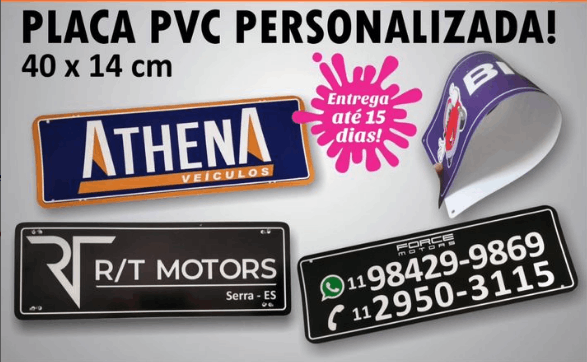 PLACA PVC PERSONALIZADA!
40 x 14 cm
Entrega
até 15
dias!
ATHENA
VEÍCULOS
BI
RT
R/T MOTORS
Serra - ES
FORCE
MOTORS
11 98429-9869
11 2950-3115